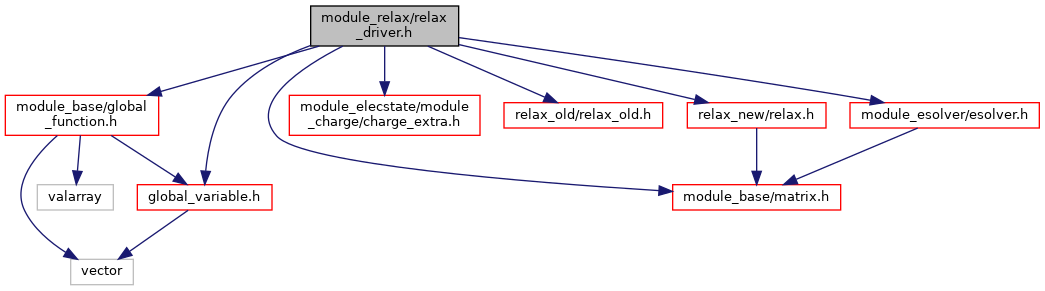 module_relax/relax
_driver.h
module_base/global
_function.h
module_elecstate/module
_charge/charge_extra.h
relax_old/relax_old.h
relax_new/relax.h
module_esolver/esolver.h
valarray
global_variable.h
module_base/matrix.h
vector